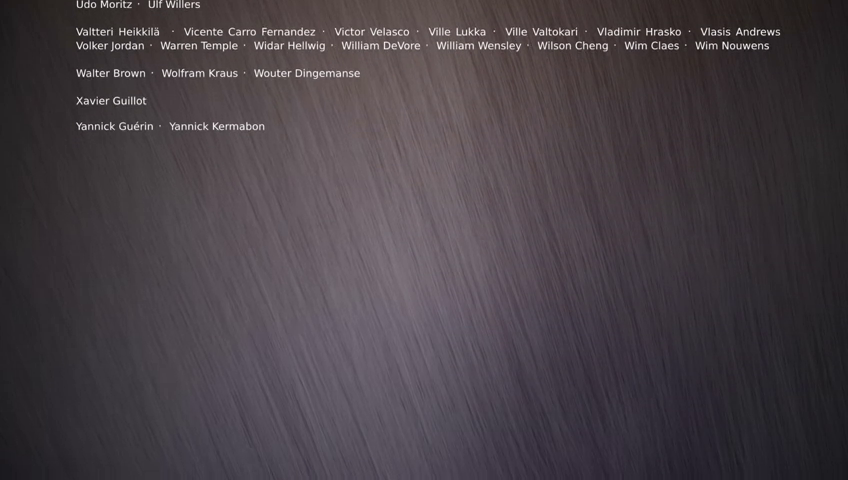 Udo Moritz · Ulf Willers
Valtteri Heikkilä · Vicente Carro Fernandez · Victor Velasco · Ville Lukka · Ville Valtokari · Vladimir Hrasko · Vlasis Andrews
Volker Jordan · Warren Temple · Widar Hellwig · William DeVore · William Wensley · Wilson Cheng · Wim Claes · Wim Nouwens
Walter Brown · Wolfram Kraus · Wouter Dingemanse
Xavier Guillot
Yannick Guérin · Yannick Kermabon